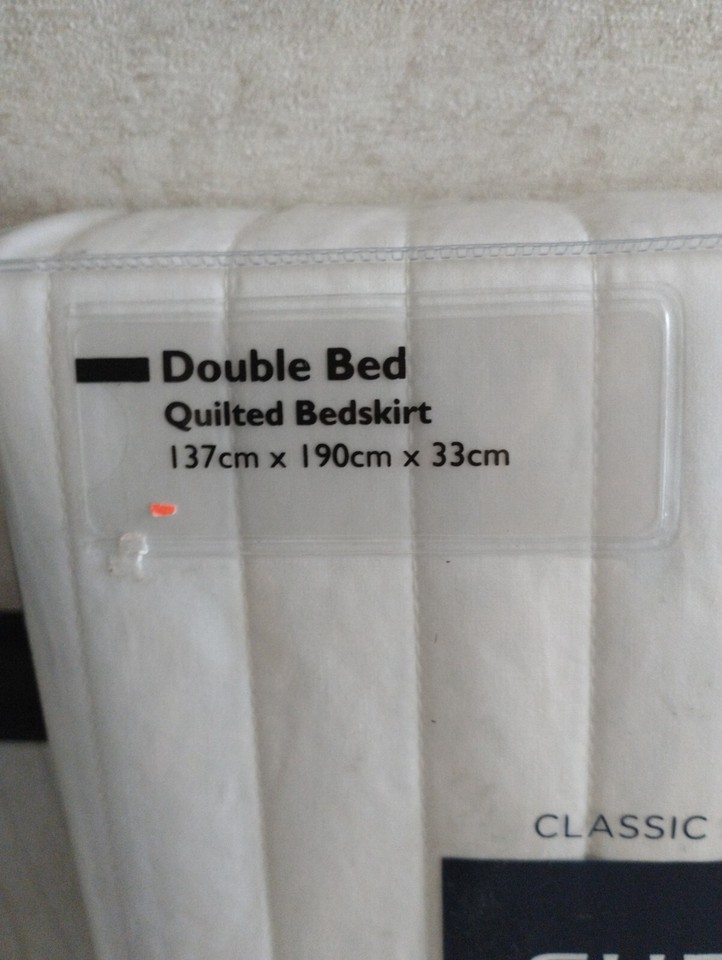 Double Bed
Quilted Bedskirt
137cm x 190cm x 33cm
CLASSIC